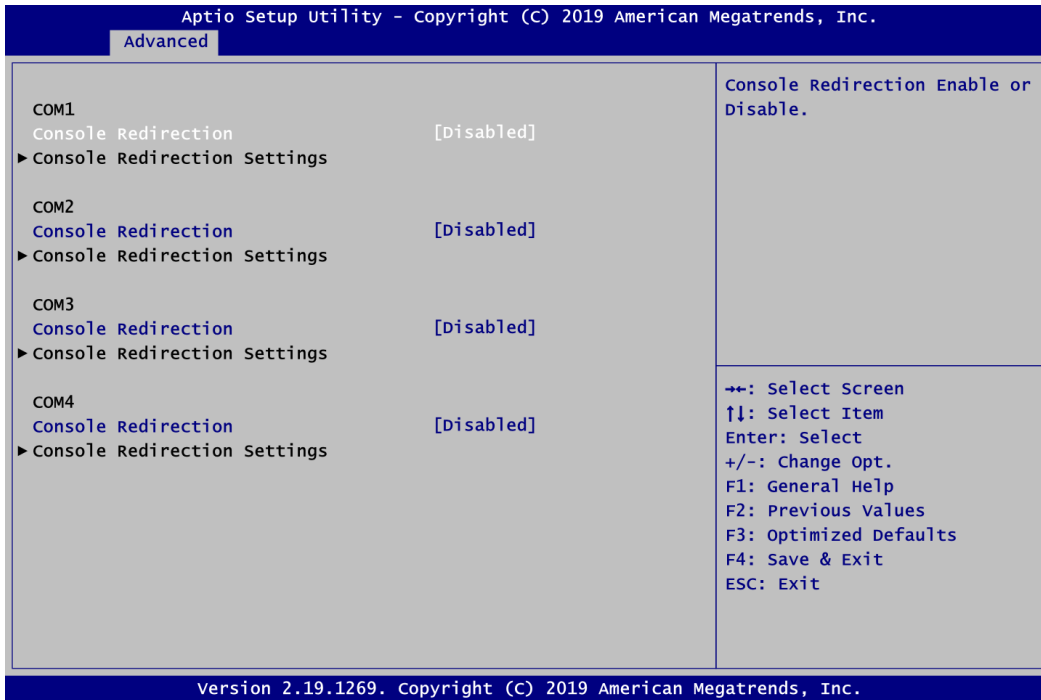 Aptio Setup Utility - Copyright (C) 2019 American Megatrends, Inc.
Advanced
COM1
Console Redirection [Disabled]
▶ Console Redirection Settings
COM2
Console Redirection [Disabled]
▶ Console Redirection Settings
COM3
Console Redirection [Disabled]
▶ Console Redirection Settings
COM4
Console Redirection [Disabled]
▶ Console Redirection Settings
Console Redirection Enable or
Disable.
→←: Select Screen
↑↓: Select Item
Enter: Select
+/-: Change Opt.
F1: General Help
F2: Previous Values
F3: Optimized Defaults
F4: Save & Exit
ESC: Exit
Version 2.19.1269. Copyright (C) 2019 American Megatrends, Inc.